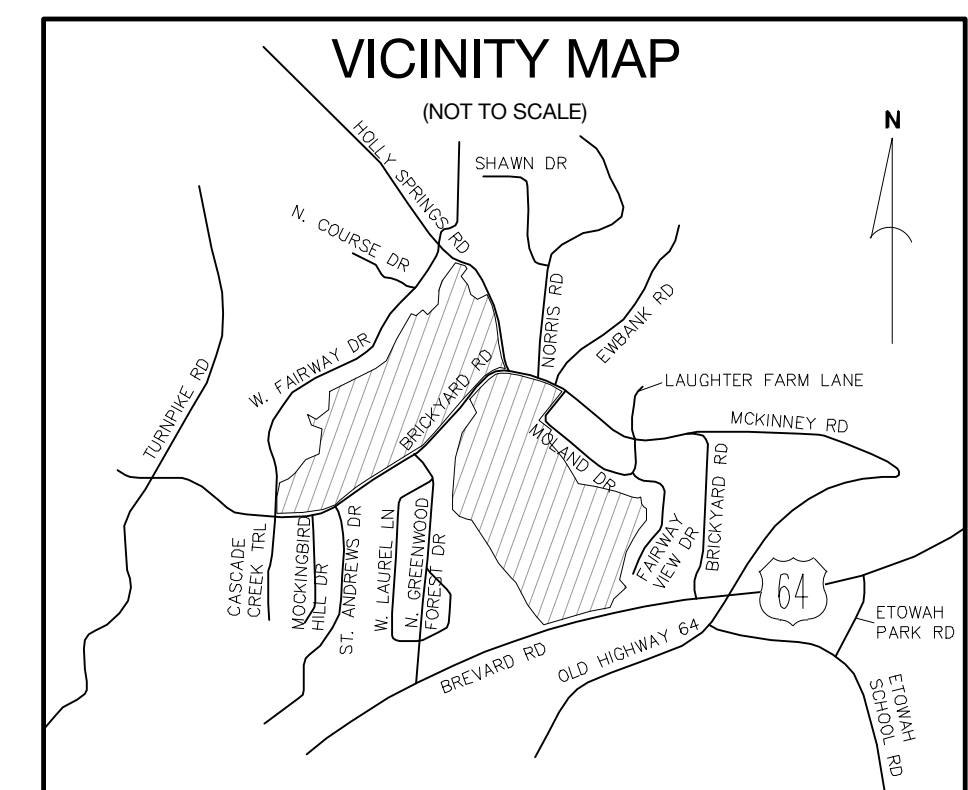 VICINITY MAP
(NOT TO SCALE)
N
HOLLY SPRINGS RD
SHAWN DR
N. COURSE DR
NORRIS RD
EWBANK RD
W. FAIRWAY DR
TURNPIKE RD
BRICKYARD RD
LAUGHTER FARM LANE
MCKINNEY RD
MOLAND DR
BRICKYARD RD
FAIRWAY
VIEW DR
CASCADE
CREEK TRL
MOCKINGBIRD
HILL DR
ST. ANDREWS DR
W. LAUREL LN
N. GREENWOOD
FOREST DR
64
ETOWAH
PARK RD
BREVARD RD
OLD HIGHWAY 64
ETOWAH
SCHOOL RD